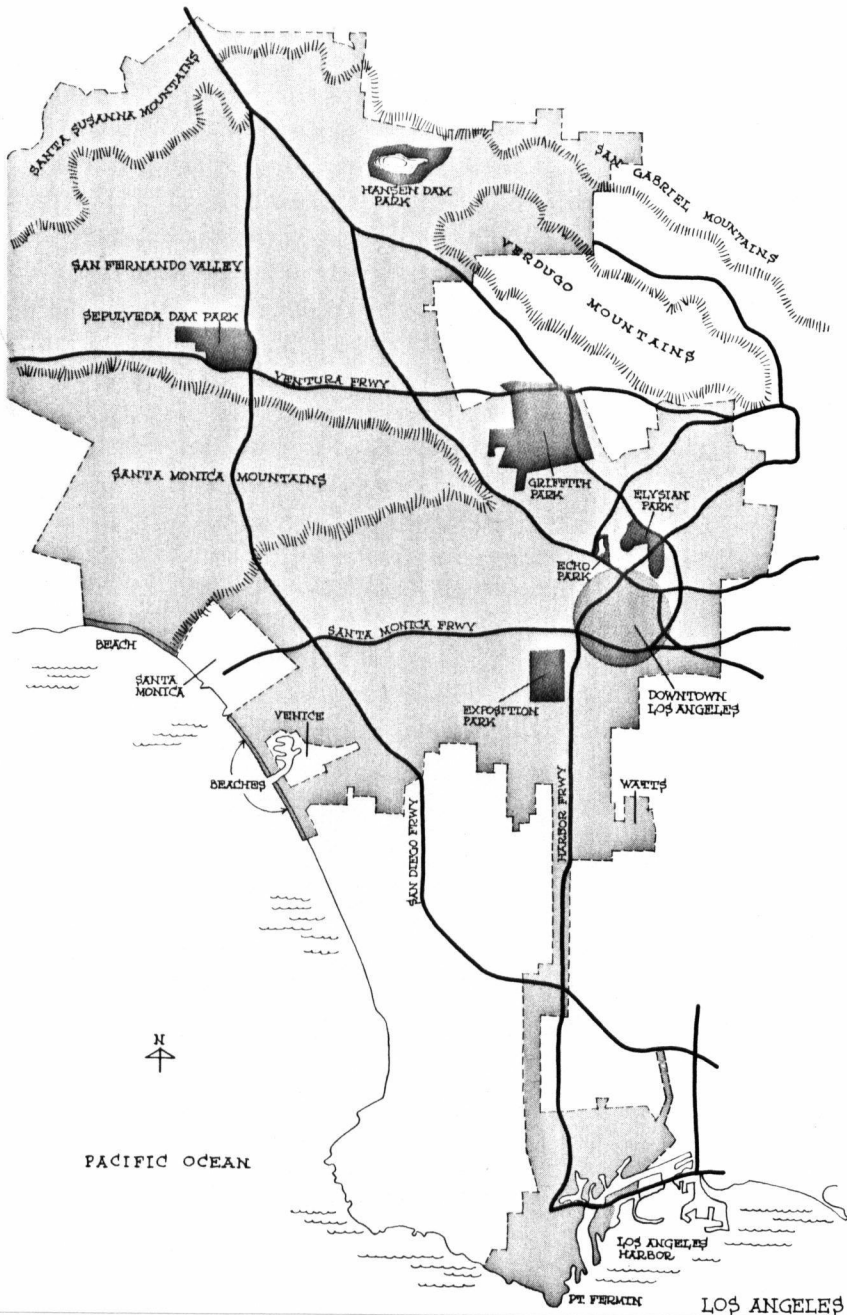 SANTA SUSANNA MOUNTAINS
SAN GABRIEL MOUNTAINS
HANSEN DAM
PARK
VERDUGO MOUNTAINS
SAN FERNANDO VALLEY
SEPULVEDA DAM PARK
VENTURA FRWY
SANTA MONICA MOUNTAINS
GRIFFITH
PARK
ELYSIAN
PARK
ECHO
PARK
BEACH
SANTA MONICA FRWY
SANTA
MONICA
EXPOSITION
PARK
DOWNTOWN
LOS ANGELES
VENICE
BEACHES
WATTS
SAN DIEGO FRWY
HARBOR FRWY
N
PACIFIC OCEAN
LOS ANGELES
HARBOR
PT. FERMIN
LOS ANGELES